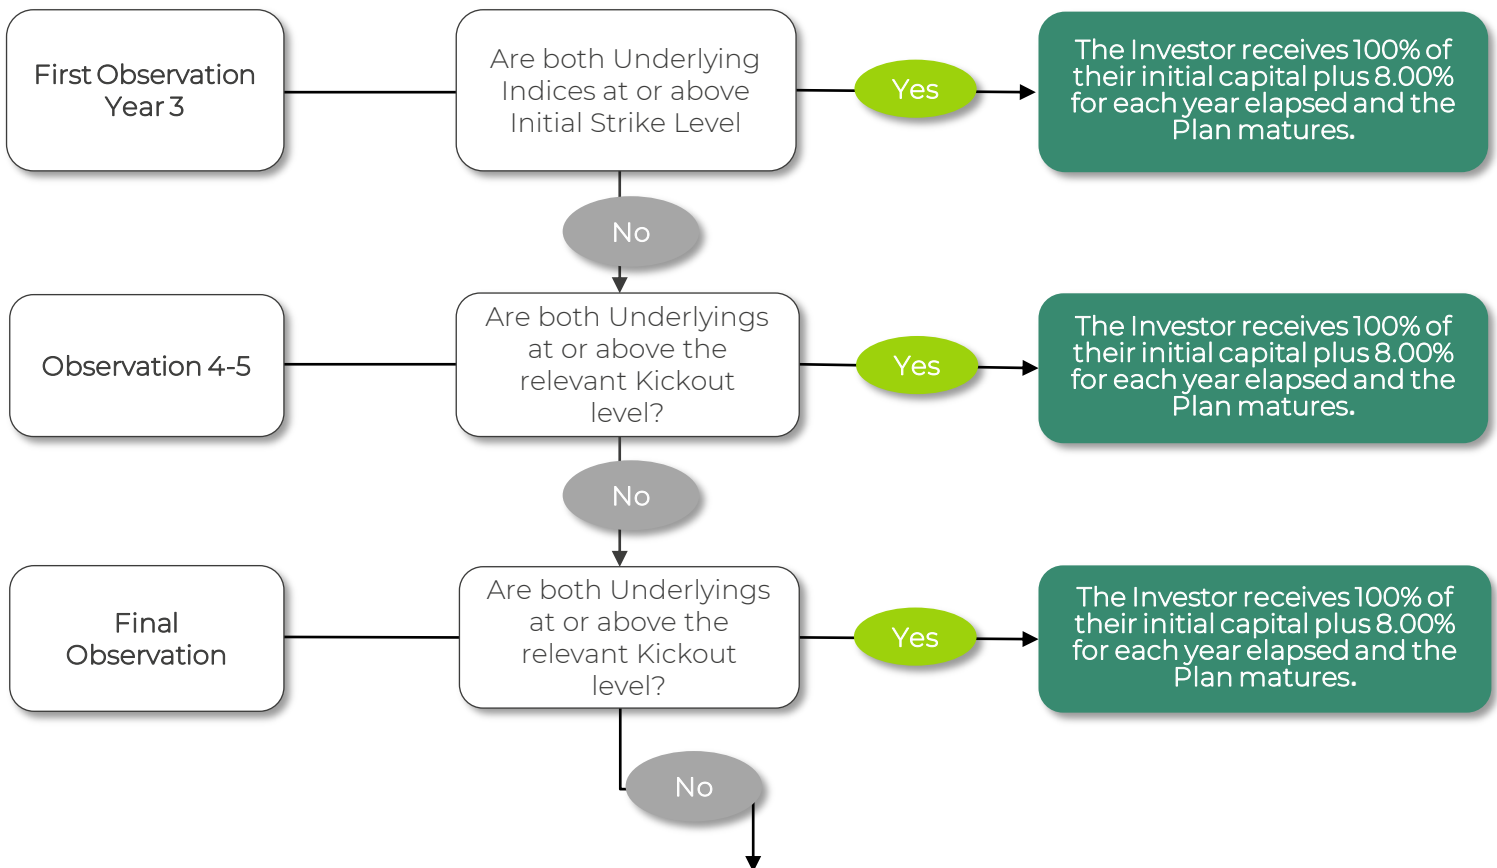 First Observation
Year 3
Are both Underlying
Indices at or above
Initial Strike Level
Yes
The Investor receives 100% of
their initial capital plus 8.00%
for each year elapsed and the
Plan matures.
No
Observation 4-5
Are both Underlyings
at or above the
relevant Kickout
level?
Yes
The Investor receives 100% of
their initial capital plus 8.00%
for each year elapsed and the
Plan matures.
No
Final
Observation
Are both Underlyings
at or above the
relevant Kickout
level?
Yes
The Investor receives 100% of
their initial capital plus 8.00%
for each year elapsed and the
Plan matures.
No